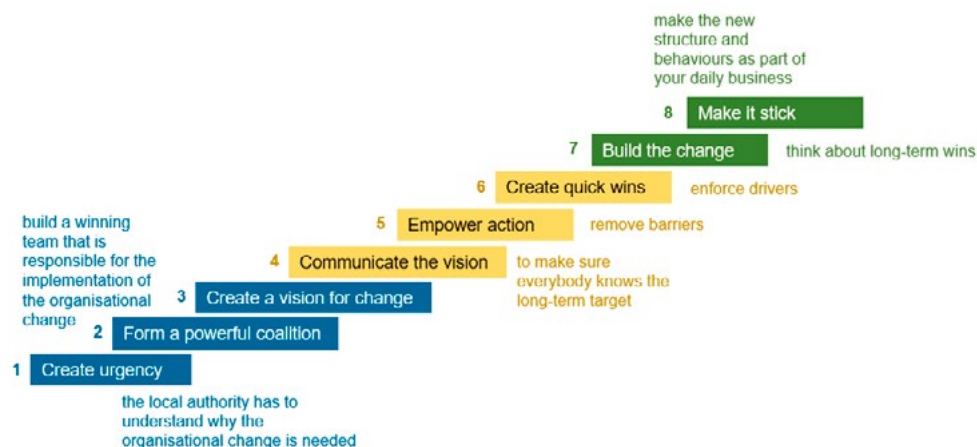 make the new
structure and
behaviours as part of
your daily business
8 Make it stick
7 Build the change think about long-term wins
6 Create quick wins enforce drivers
5 Empower action remove barriers
build a winning
team that is
responsible for the
implementation of
the organisational
change
4 Communicate the vision
to make sure
everybody knows the
long-term target
3 Create a vision for change
2 Form a powerful coalition
1 Create urgency
the local authority has to
understand why the
organisational change is needed